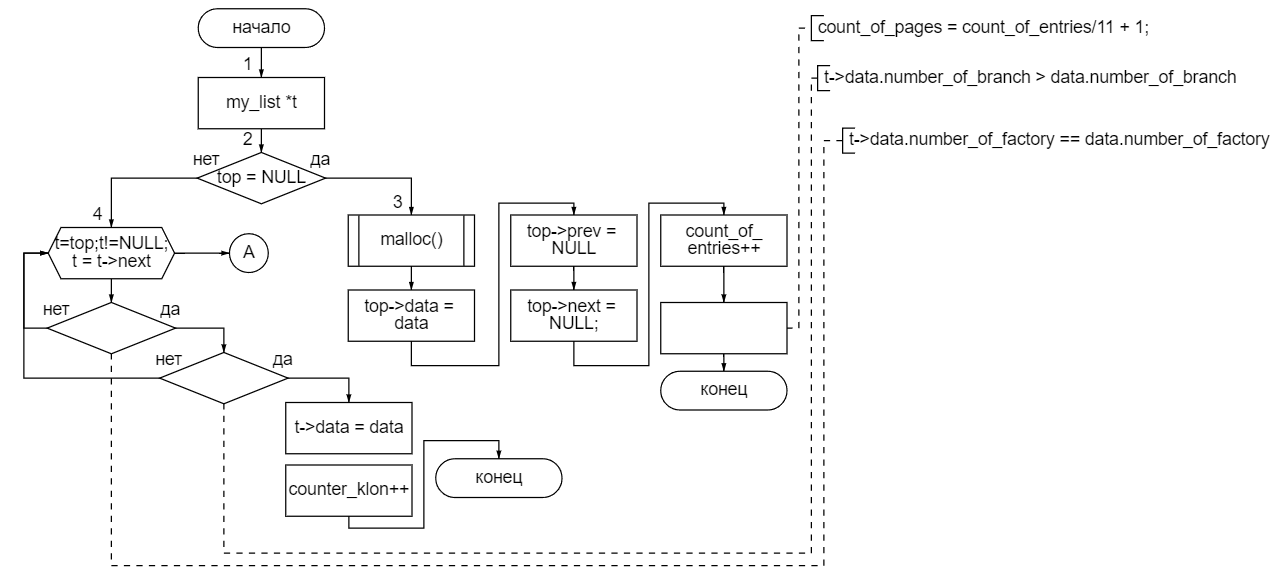 начало
count_of_pages = count_of_entries/11 + 1;
1
t->data.number_of_branch > data.number_of_branch
my_list *t
2
t->data.number_of_factory == data.number_of_factory
нет
да
top = NULL
4
3
t=top;t!=NULL;
t = t->next
A
malloc()
top->prev =
NULL
count_of_
entries++
top->data =
data
top->next =
NULL;
нет
да
нет
да
конец
t->data = data
counter_klon++
конец